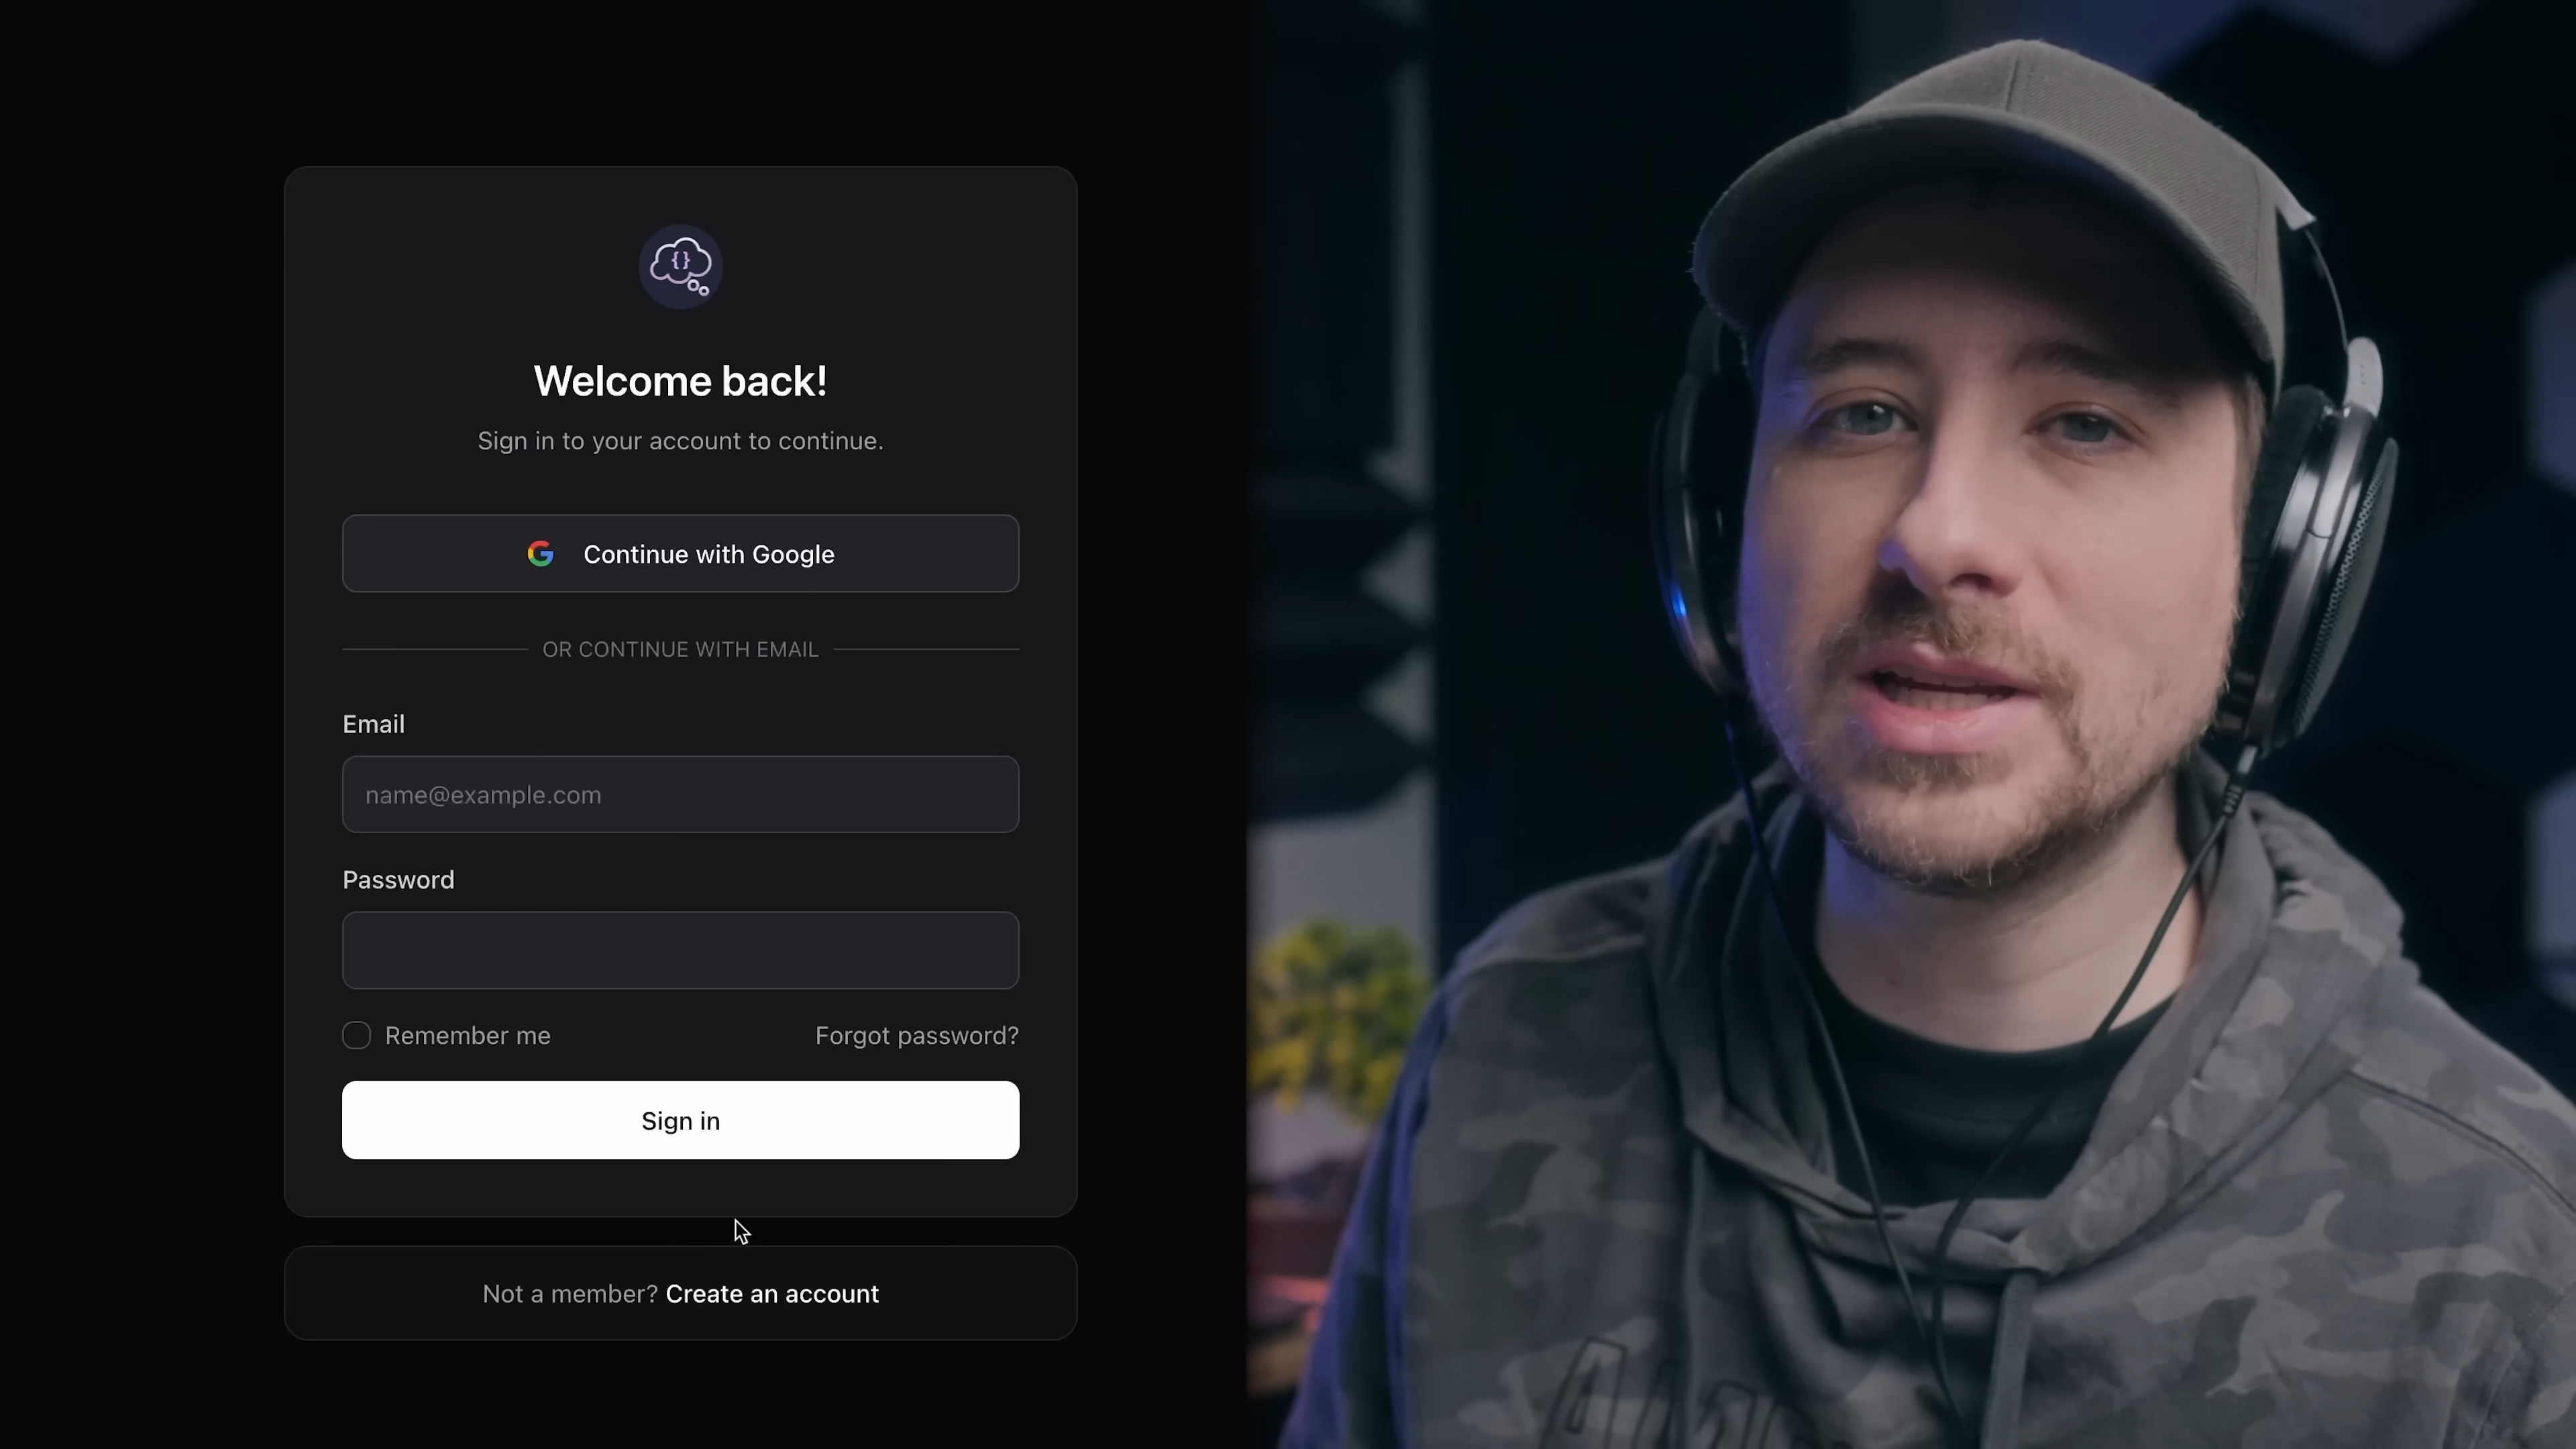 {}
Welcome back!
Sign in to your account to continue.
Continue with Google
OR CONTINUE WITH EMAIL
Email
name@example.com
Password
Remember me
Forgot password?
Sign in
Not a member? Create an account